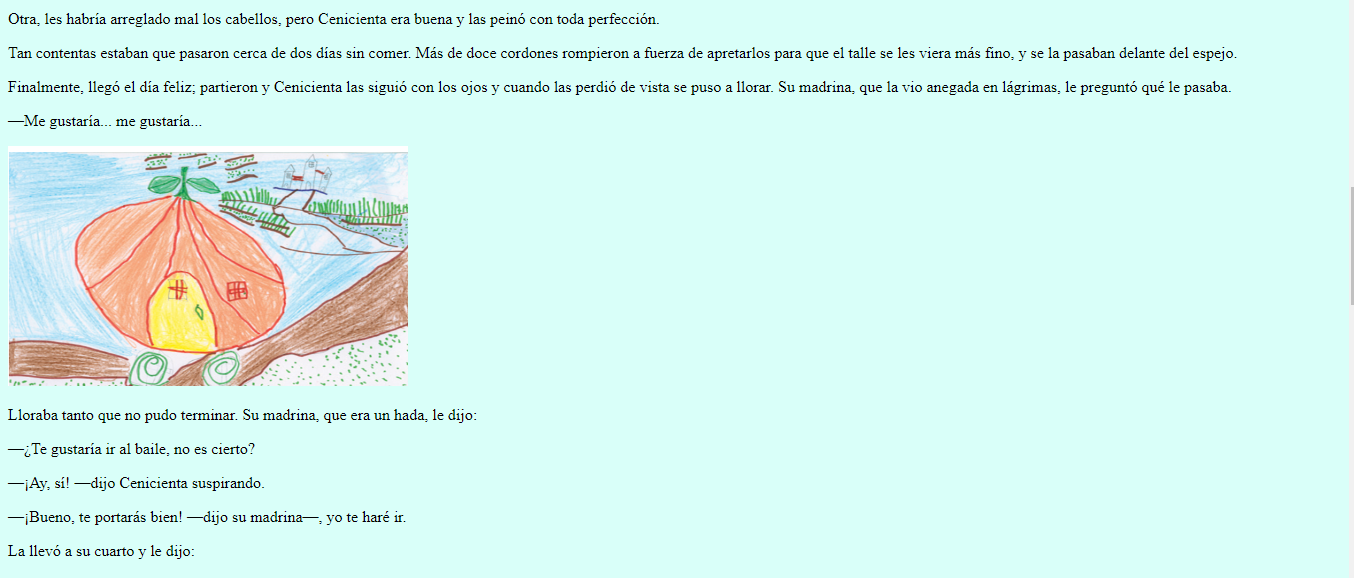 Otra, les habría arreglado mal los cabellos, pero Cenicienta era buena y las peinó con toda perfección.
Tan contentas estaban que pasaron cerca de dos días sin comer. Más de doce cordones rompieron a fuerza de apretarlos para que el talle se les viera más fino, y se la pasaban delante del espejo.
Finalmente, llegó el día feliz; partieron y Cenicienta las siguió con los ojos y cuando las perdió de vista se puso a llorar. Su madrina, que la vio anegada en lágrimas, le preguntó qué le pasaba.
—Me gustaría... me gustaría...
Lloraba tanto que no pudo terminar. Su madrina, que era un hada, le dijo:
—¿Te gustaría ir al baile, no es cierto?
—¡Ay, sí! —dijo Cenicienta suspirando.
—¡Bueno, te portarás bien! —dijo su madrina—, yo te haré ir.
La llevó a su cuarto y le dijo: